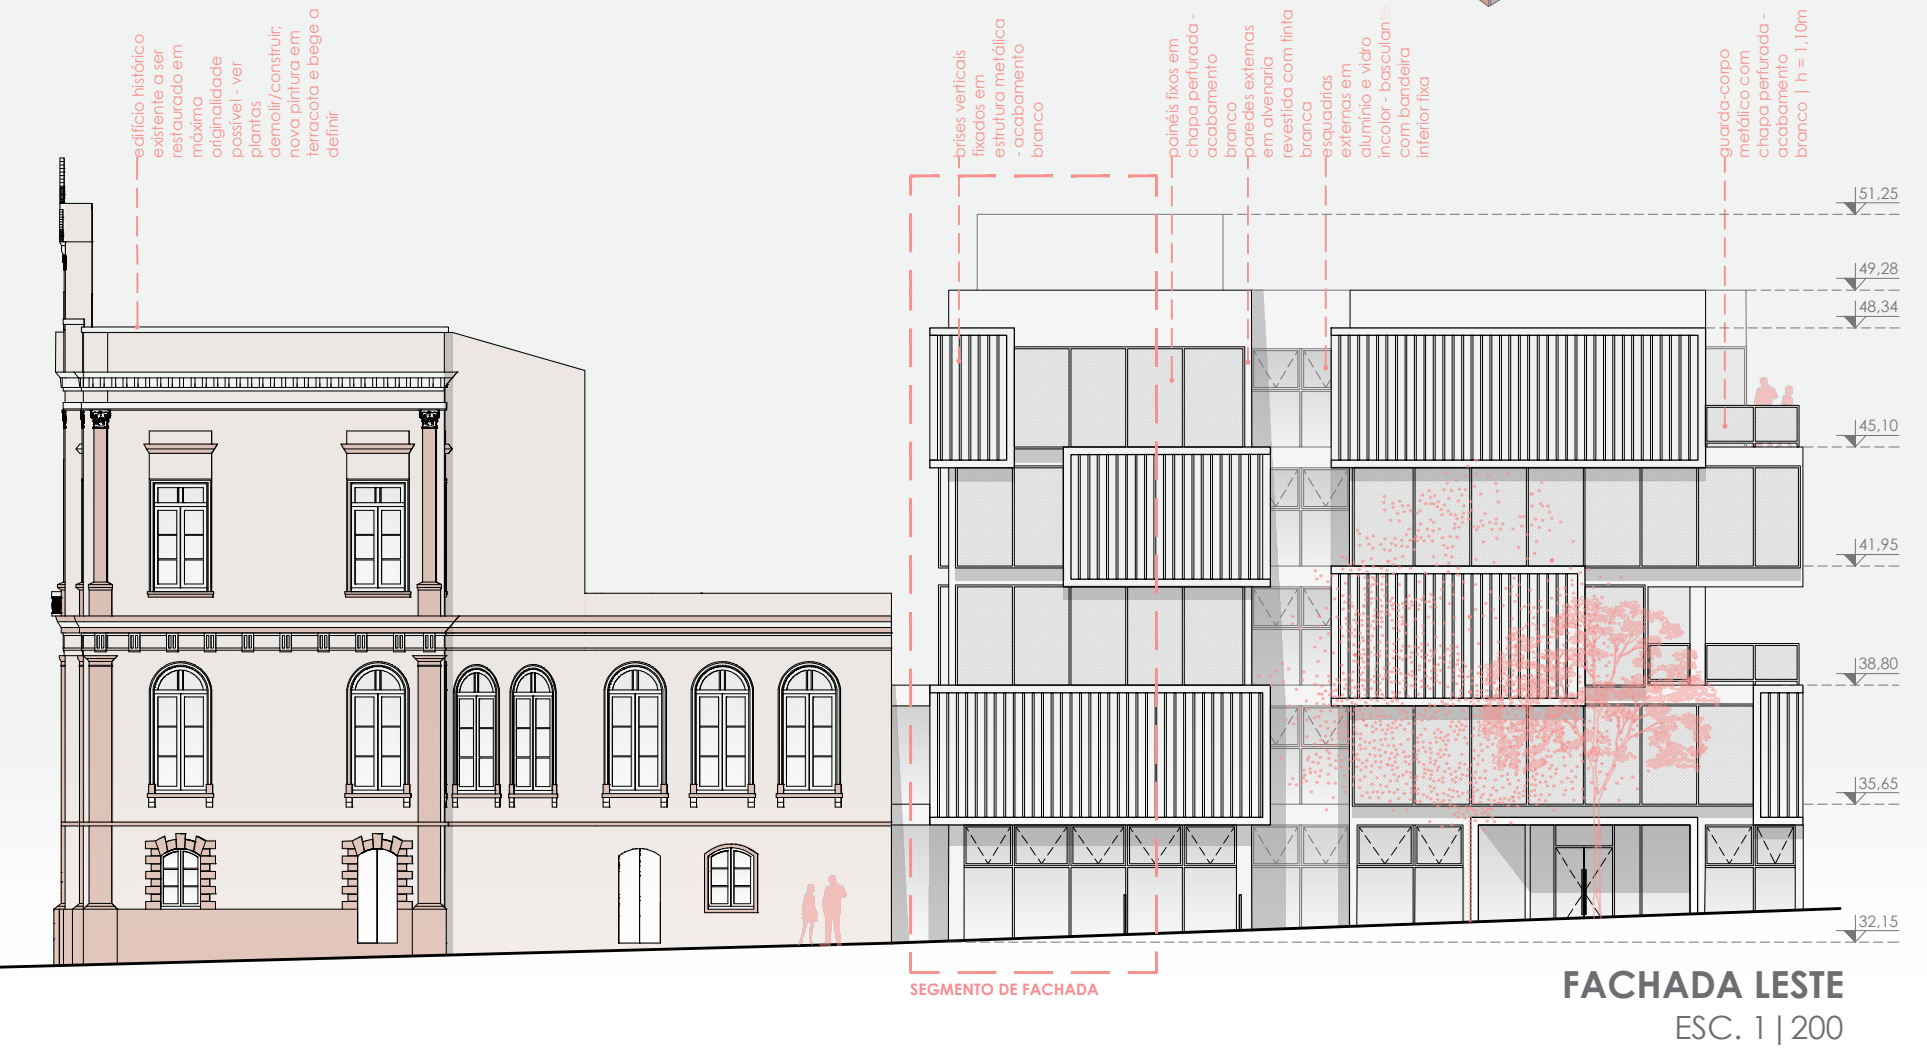 edifício histórico
existente a ser
restaurado em
máxima
originalidade
possível - ver
plantas
demolir/construir;
nova pintura em
terracota e bege a
definir
brises verticais
fixados em
estrutura metálica
- acabamento
branco
painéis fixos em
chapa perfurada -
acabamento
branco
paredes externas
em alvenaria
revestida com tinta
branca
esquadrias
externas em
alumínio e vidro
incolor - basculante
com bandeira
inferior fixa
guarda-corpo
metálico com
chapa perfurada -
acabamento
branco | h = 1,10m
51,25
49,28
48,34
45,10
41,95
38,80
35,65
32,15
SEGMENTO DE FACHADA
FACHADA LESTE
ESC. 1|200